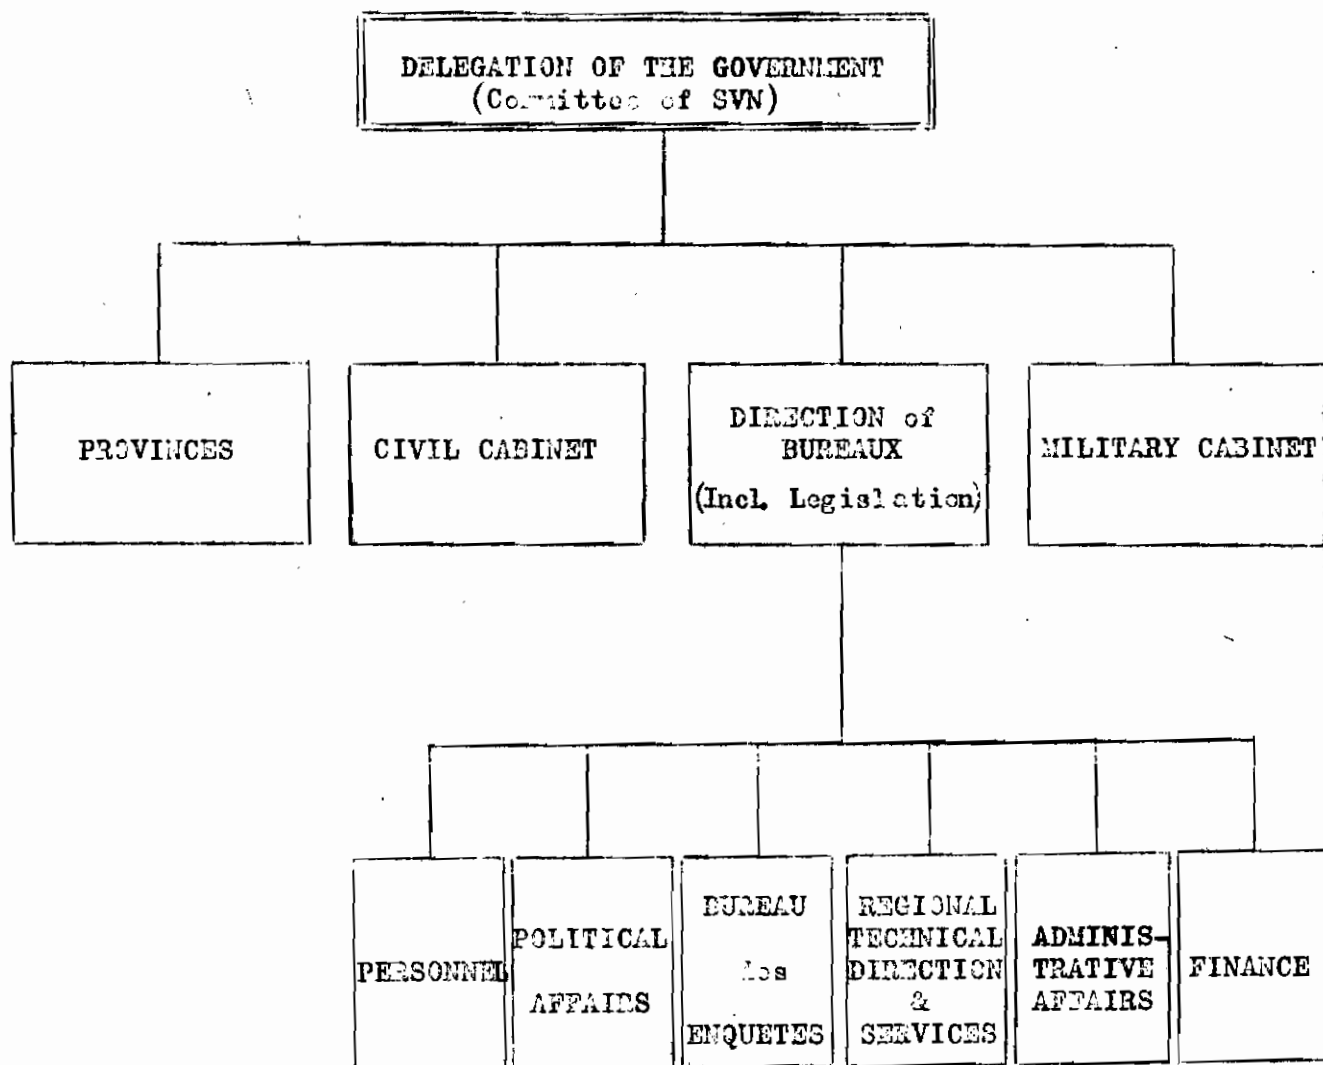 DELEGATION OF THE GOVERNMENT
(Committee of SVN)
PROVINCES
CIVIL CABINET
DIRECTION of
BUREAUX
(Incl. Legislation)
MILITARY CABINET
PERSONNEL
POLITICAL
AFFAIRS
BUREAU
des
ENQUETES
REGIONAL
TECHNICAL
DIRECTION
&
SERVICES
ADMINIS-
TRATIVE
AFFAIRS
FINANCE